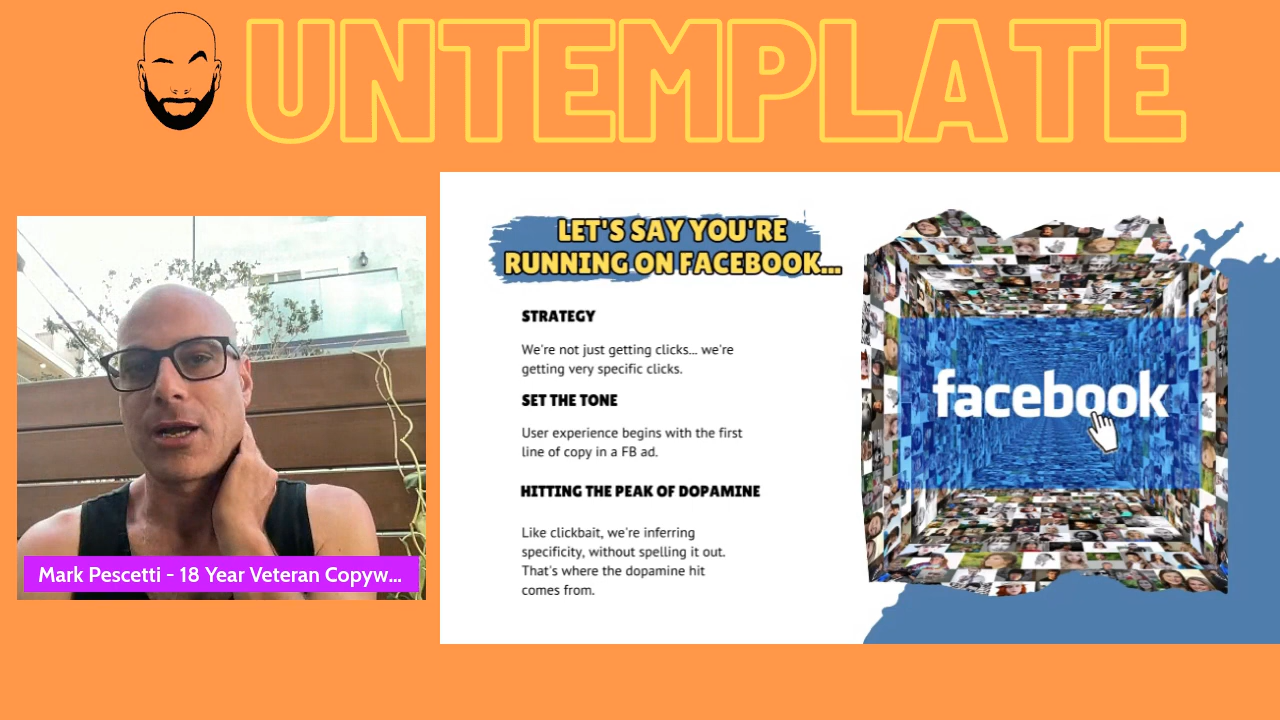 UNTEMPLATE
LET'S SAY YOU'RE
RUNNING ON FACEBOOK...
STRATEGY
We're not just getting clicks... we're
getting very specific clicks.
SET THE TONE
User experience begins with the first
line of copy in a FB ad.
HITTING THE PEAK OF DOPAMINE
Like clickbait, we're inferring
specificity, without spelling it out.
That's where the dopamine hit
comes from.
facebook
Mark Pescetti - 18 Year Veteran Copyw...